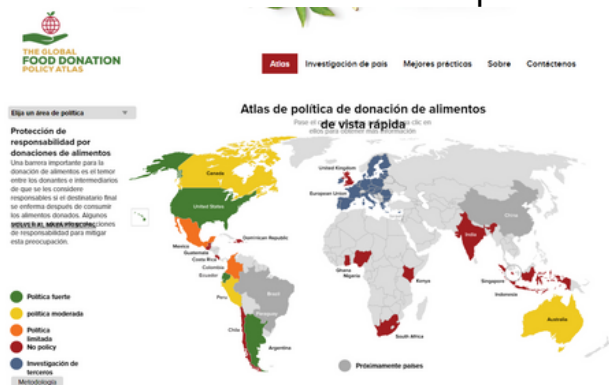 THE GLOBAL
FOOD DONATION
POLICY ATLAS
Atlas Investigación de país Mejores prácticas Sobre Contáctenos
Elija un área de política
Protección de
responsabilidad por
donaciones de alimentos
Una barrera importante para la
donación de alimentos es el temor
entre los donantes e intermediarios
de que se les considere
responsables si el destinatario final
se enferma después de consumir
los alimentos donados. Algunos
de responsabilidad para mitigar
esta preocupación.
Política fuerte
política moderada
Política
limitada
No policy
Investigación de
terceros
Metodología
Atlas de política de donación de alimentos
de vista rápida
ellos para obtener más información
Canada
United States
Mexico
Guatemala
Costa Rica
Colombia
Ecuador
Peru
Chile
Dominican Republic
Brazil
Paraguay
Argentina
United Kingdom
European Union
Ghana
Nigeria
Kenya
South Africa
India
China
Singapore
Indonesia
Australia
Próximamente países